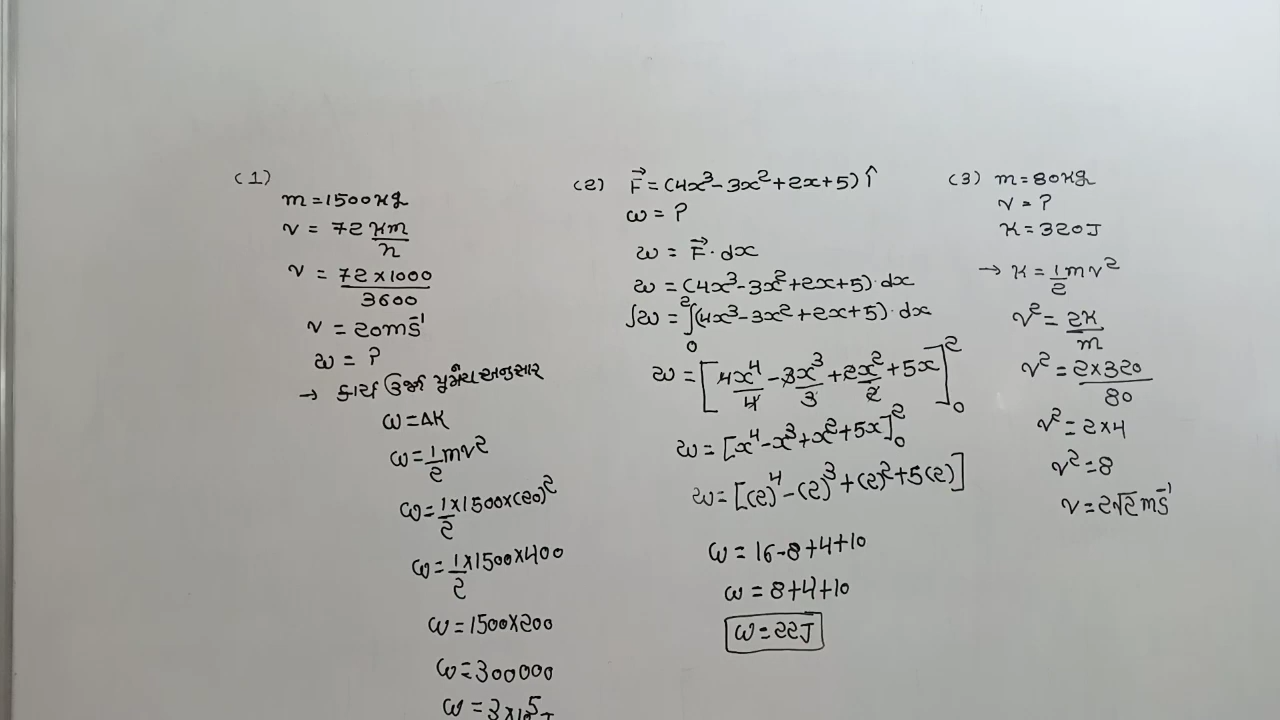 (1)
m = 1500 kg
v = 72 km/h
v = 72 × 1000 / 3600
v = 20 ms⁻¹
w = ?
→ કાર્ય ઉર્જા પ્રમેય અનુસાર
w = ΔK
w = 1/2 mv²
w = 1/2 × 1500 × (20)²
w = 1/2 × 1500 × 400
w = 1500 × 200
w = 300000
w = 3 × 10⁵ J
(2) F⃗ = (4x³ - 3x² + 2x + 5) î
w = ?
w = F⃗ · dx
w = (4x³ - 3x² + 2x + 5) · dx
∫w = ∫₀² (4x³ - 3x² + 2x + 5) · dx
w = [4x⁴/4 - 3x³/3 + 2x²/2 + 5x]₀²
w = [x⁴ - x³ + x² + 5x]₀²
w = [(2)⁴ - (2)³ + (2)² + 5(2)]
w = 16 - 8 + 4 + 10
w = 8 + 4 + 10
w = 22 J
(3) m = 80 kg
v = ?
K = 320 J
→ K = 1/2 mv²
v² = 2K/m
v² = 2 × 320 / 80
v² = 2 × 4
v² = 8
v = 2√2 ms⁻¹